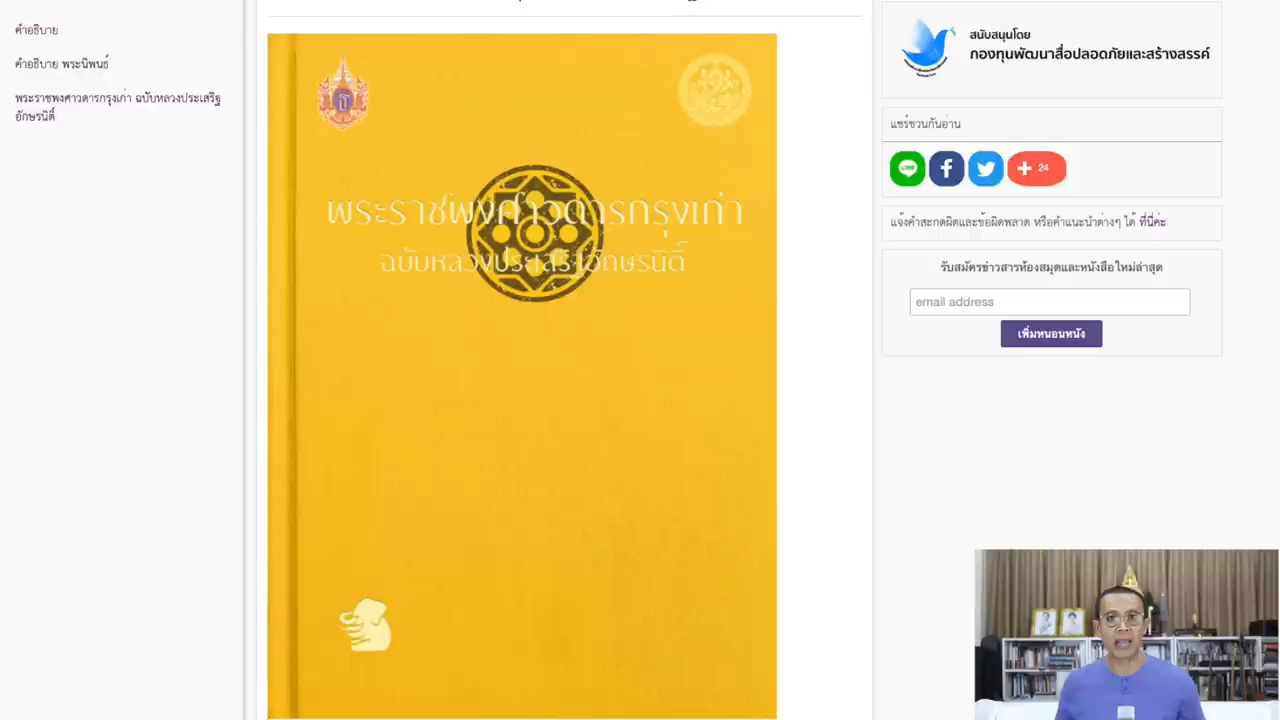 คำอธิบาย
คำอธิบาย พระนิพนธ์
พระราชพงศาวดารกรุงเก่า ฉบับหลวงประเสริฐ
อักษรนิติ์
พระราชพงศาวดารกรุงเก่า
ฉบับหลวงประเสริฐอักษรนิติ์
สนับสนุนโดย
กองทุนพัฒนาสื่อปลอดภัยและสร้างสรรค์
แชร์ชวนกันอ่าน
LINE
24
แจ้งคำสะกดผิดและข้อผิดพลาด หรือคำแนะนำต่างๆ ได้ ที่นี่ค่ะ
รับสมัครข่าวสารห้องสมุดและหนังสือใหม่ล่าสุด
email address
เพิ่มหนอนหนัง